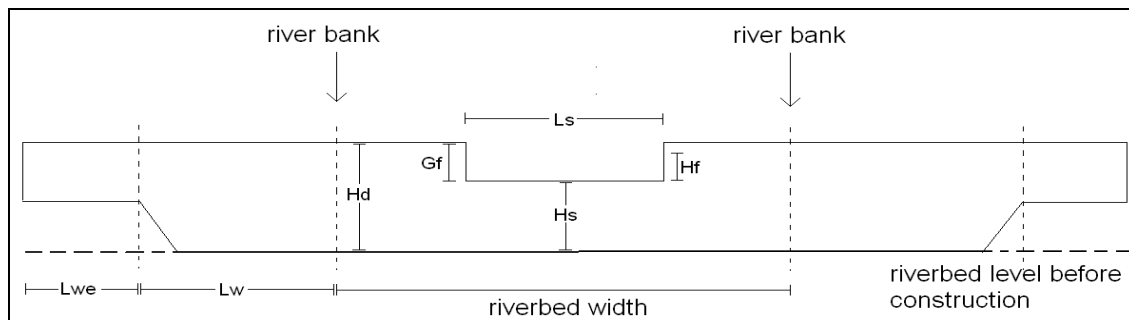 river bank
river bank
Ls
Gf
Hf
Hd
Hs
Lwe
Lw
riverbed width
riverbed level before
construction